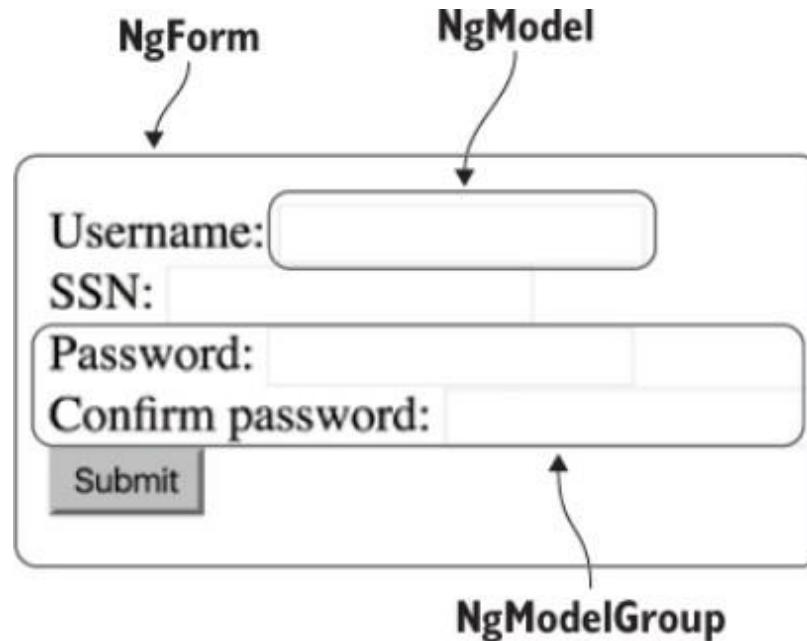 NgForm
NgModel
Username:
SSN:
Password:
Confirm password:
Submit
NgModelGroup